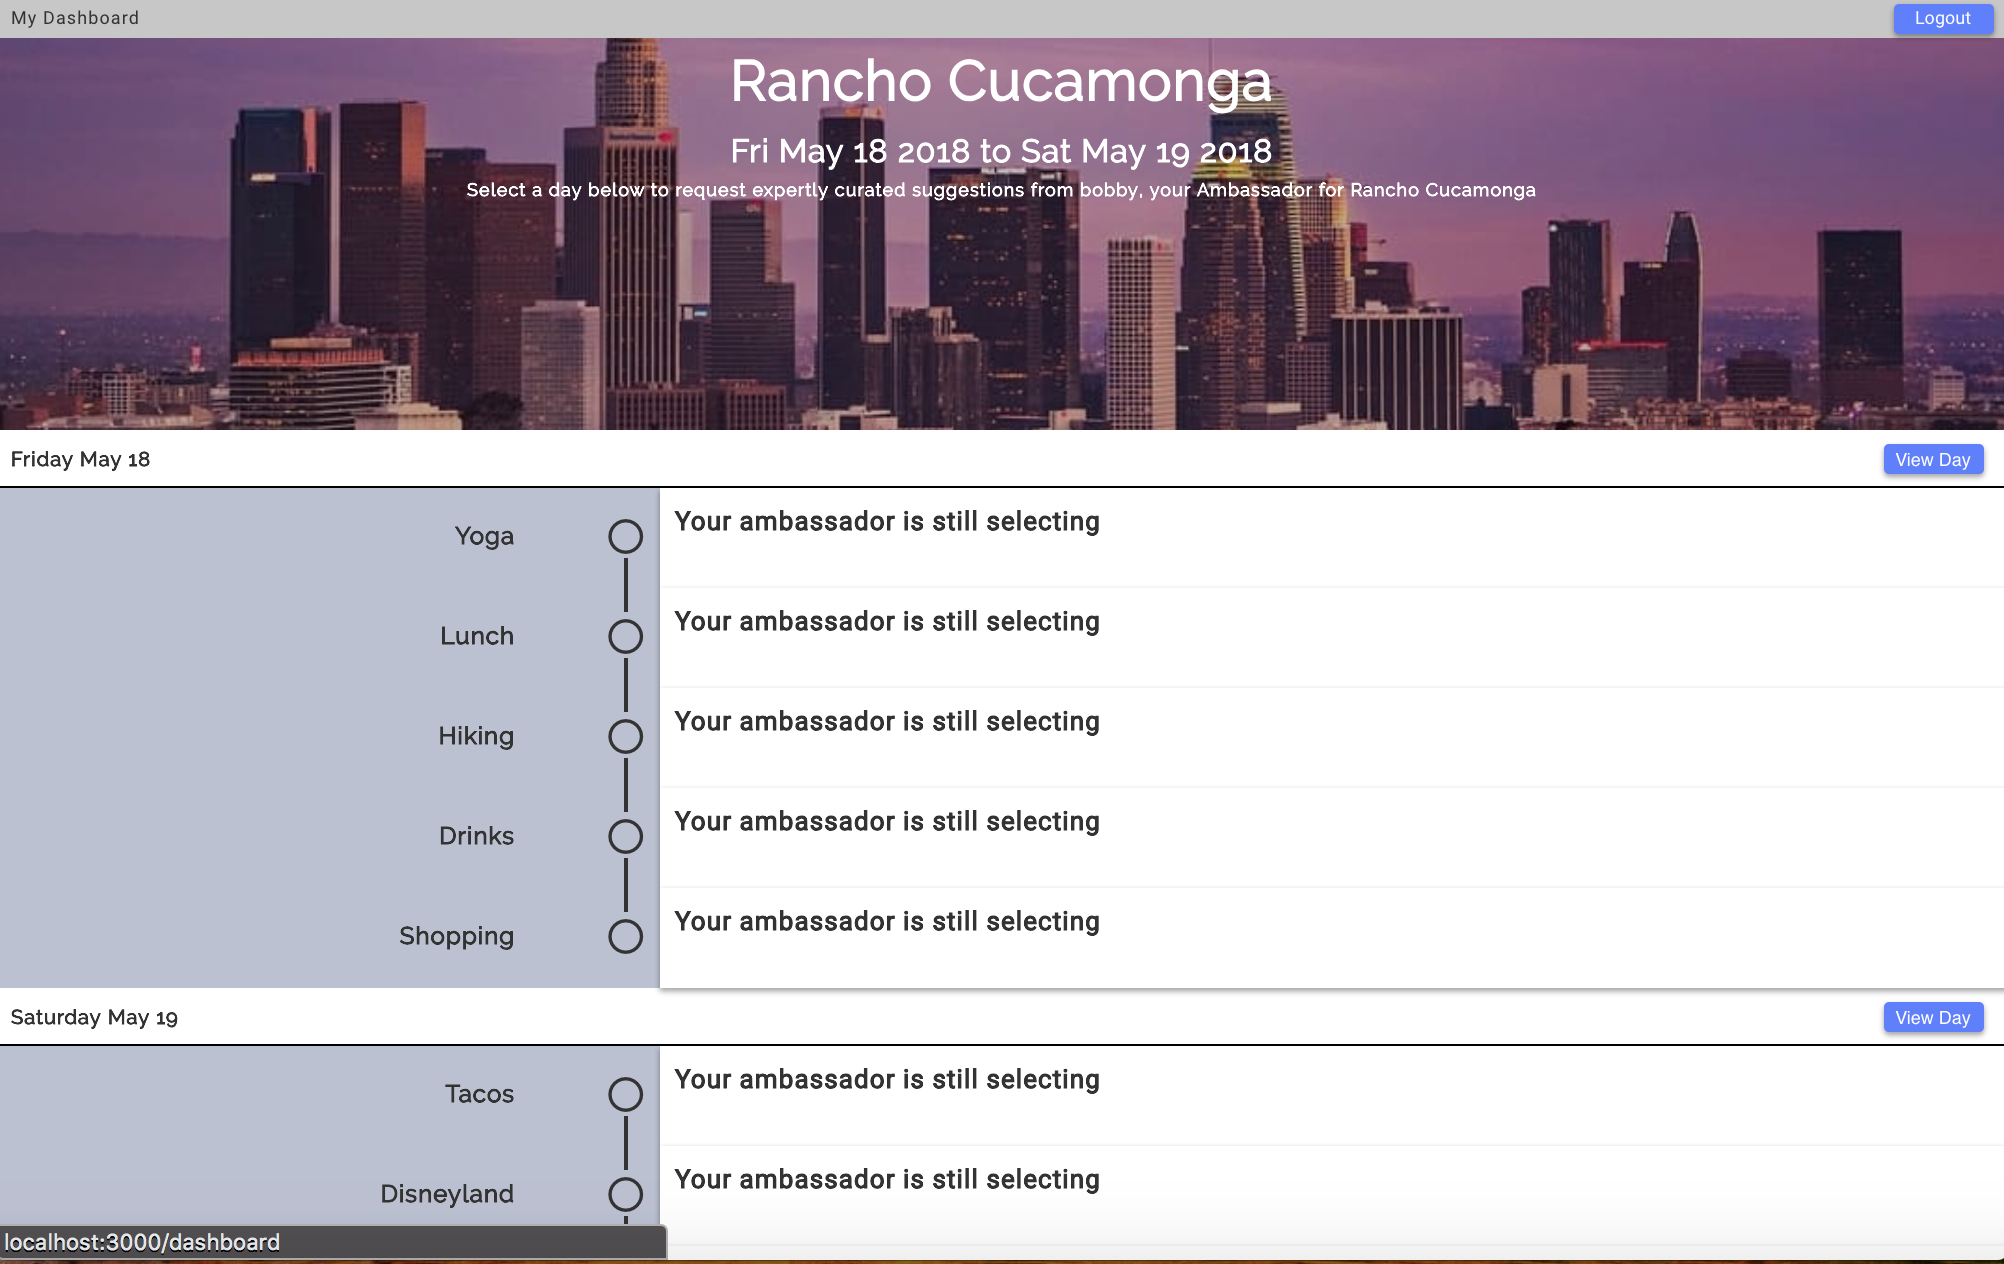 My Dashboard
Logout
Rancho Cucamonga
Fri May 18 2018 to Sat May 19 2018
Select a day below to request expertly curated suggestions from bobby, your Ambassador for Rancho Cucamonga
Friday May 18
View Day
Yoga
Your ambassador is still selecting
Lunch
Your ambassador is still selecting
Hiking
Your ambassador is still selecting
Drinks
Your ambassador is still selecting
Shopping
Your ambassador is still selecting
Saturday May 19
View Day
Tacos
Your ambassador is still selecting
Disneyland
Your ambassador is still selecting
localhost:3000/dashboard